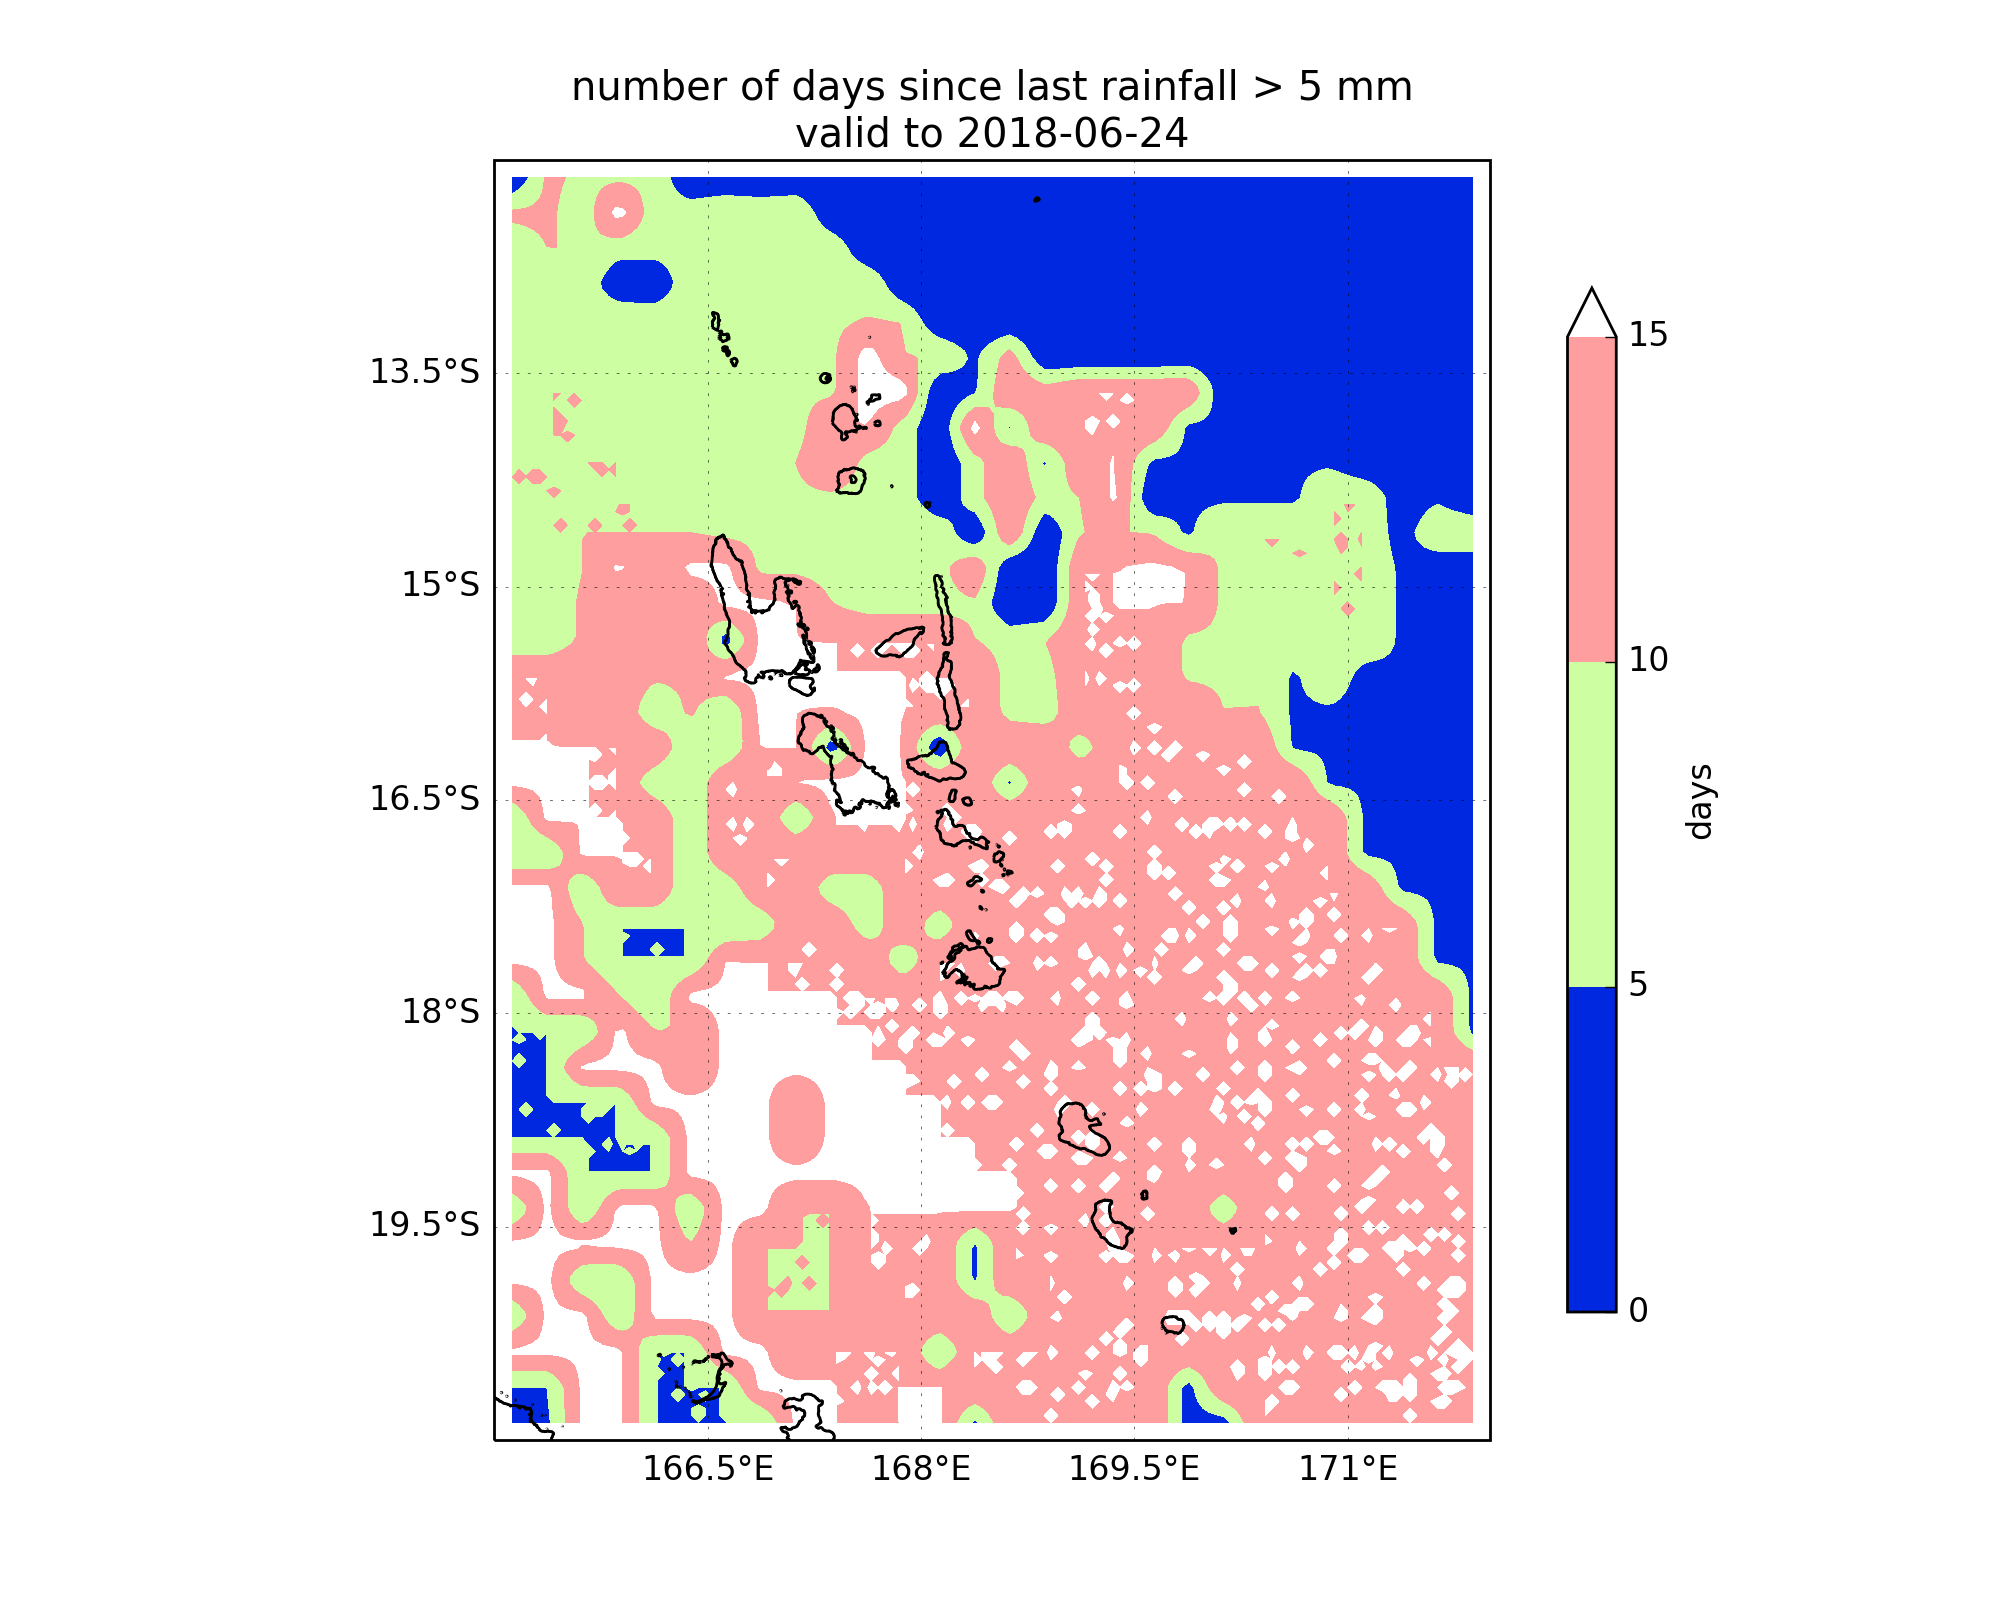 number of days since last rainfall > 5 mm
valid to 2018-06-24
13.5°S
15°S
16.5°S
18°S
19.5°S
166.5°E
168°E
169.5°E
171°E
15
10
5
0
days